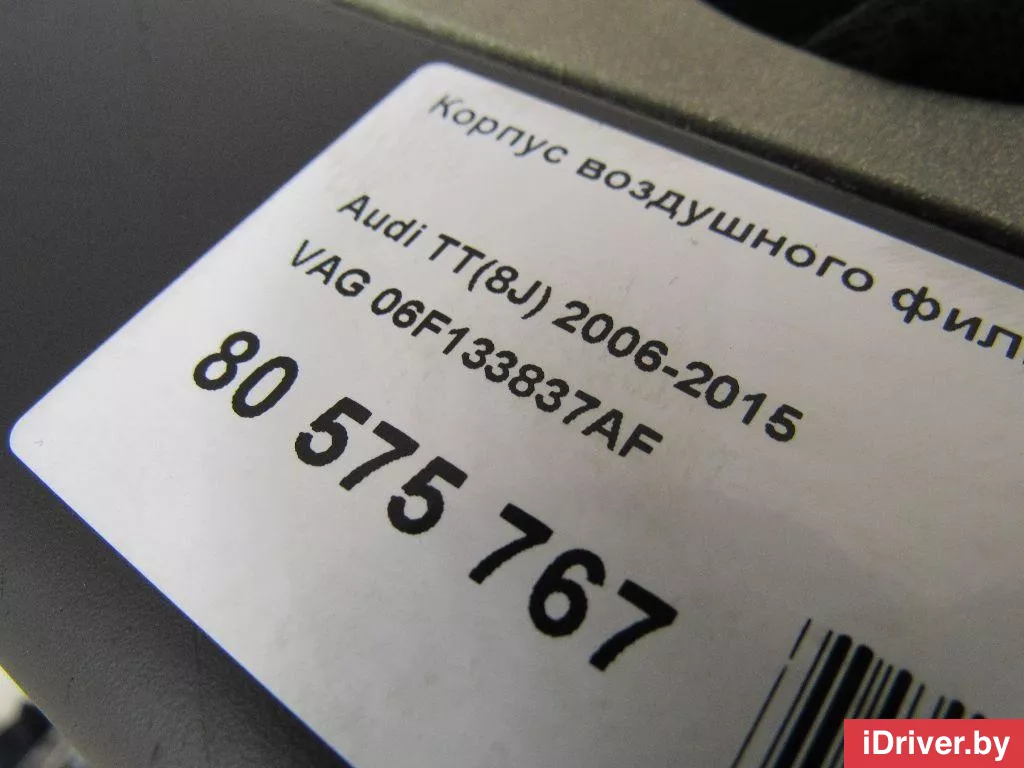 Корпус воздушного фил
Audi TT(8J) 2006-2015
VAG 06F133837AF
80 575 767
iDriver.by